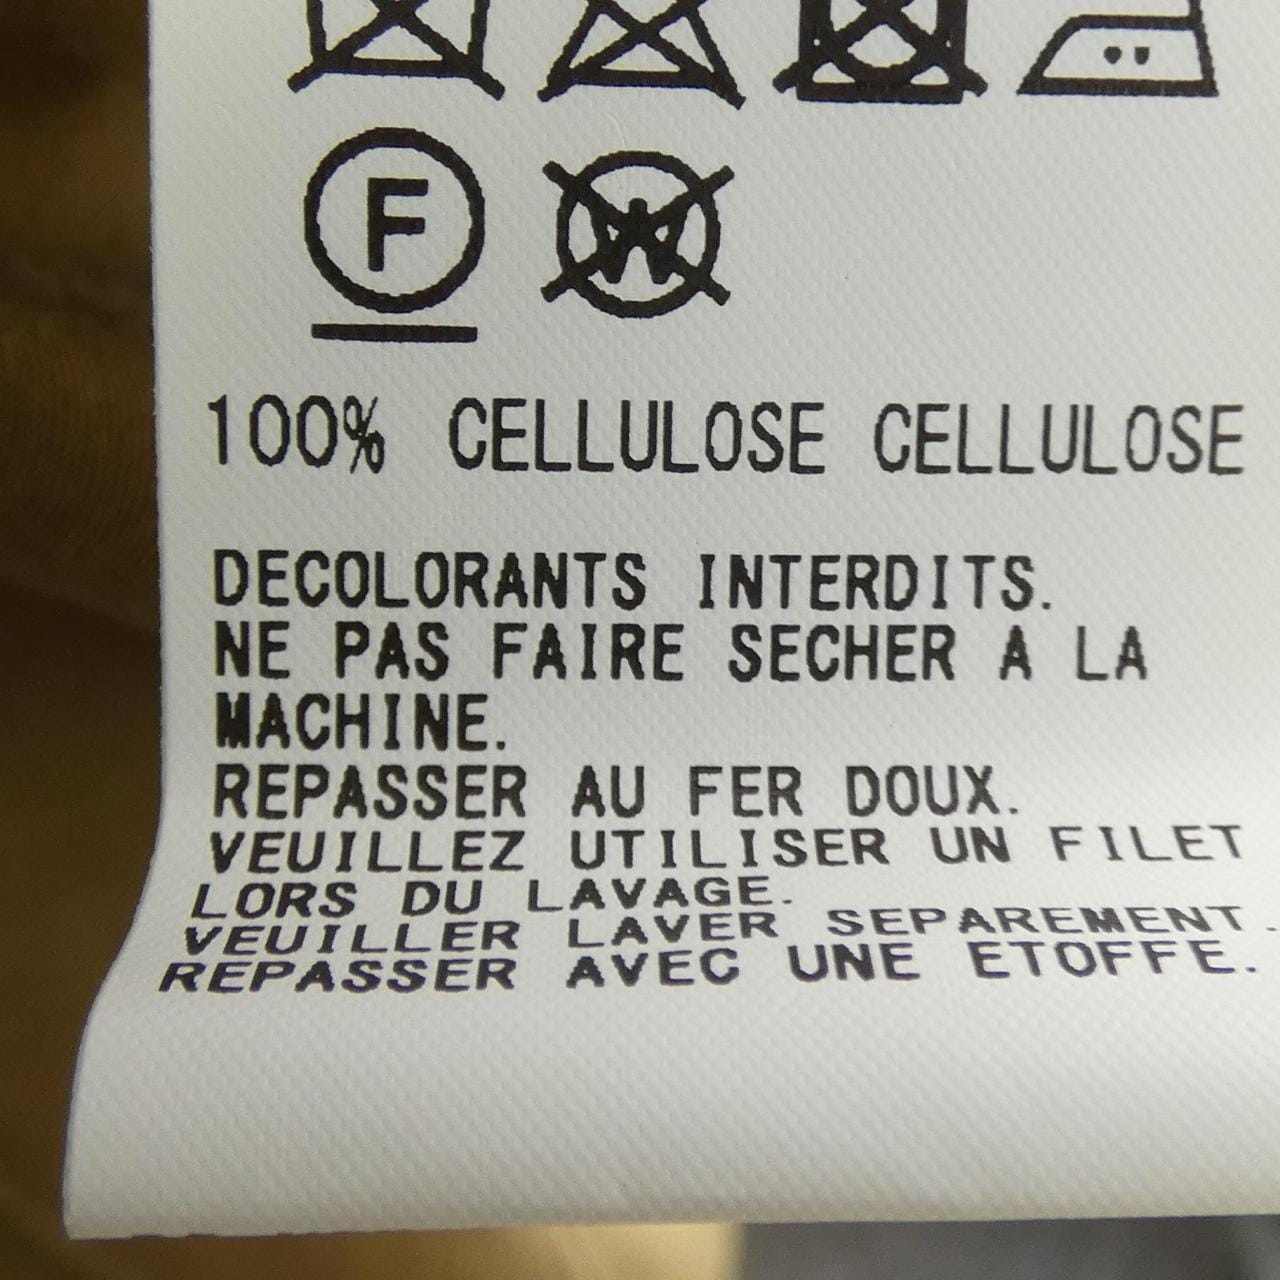 F W
100% CELLULOSE CELLULOSE
DECOLORANTS INTERDITS.
NE PAS FAIRE SECHER A LA
MACHINE.
REPASSER AU FER DOUX.
VEUILLEZ UTILISER UN FILET
LORS DU LAVAGE.
VEUILLER LAVER SEPAREMENT.
REPASSER AVEC UNE ETOFFE.